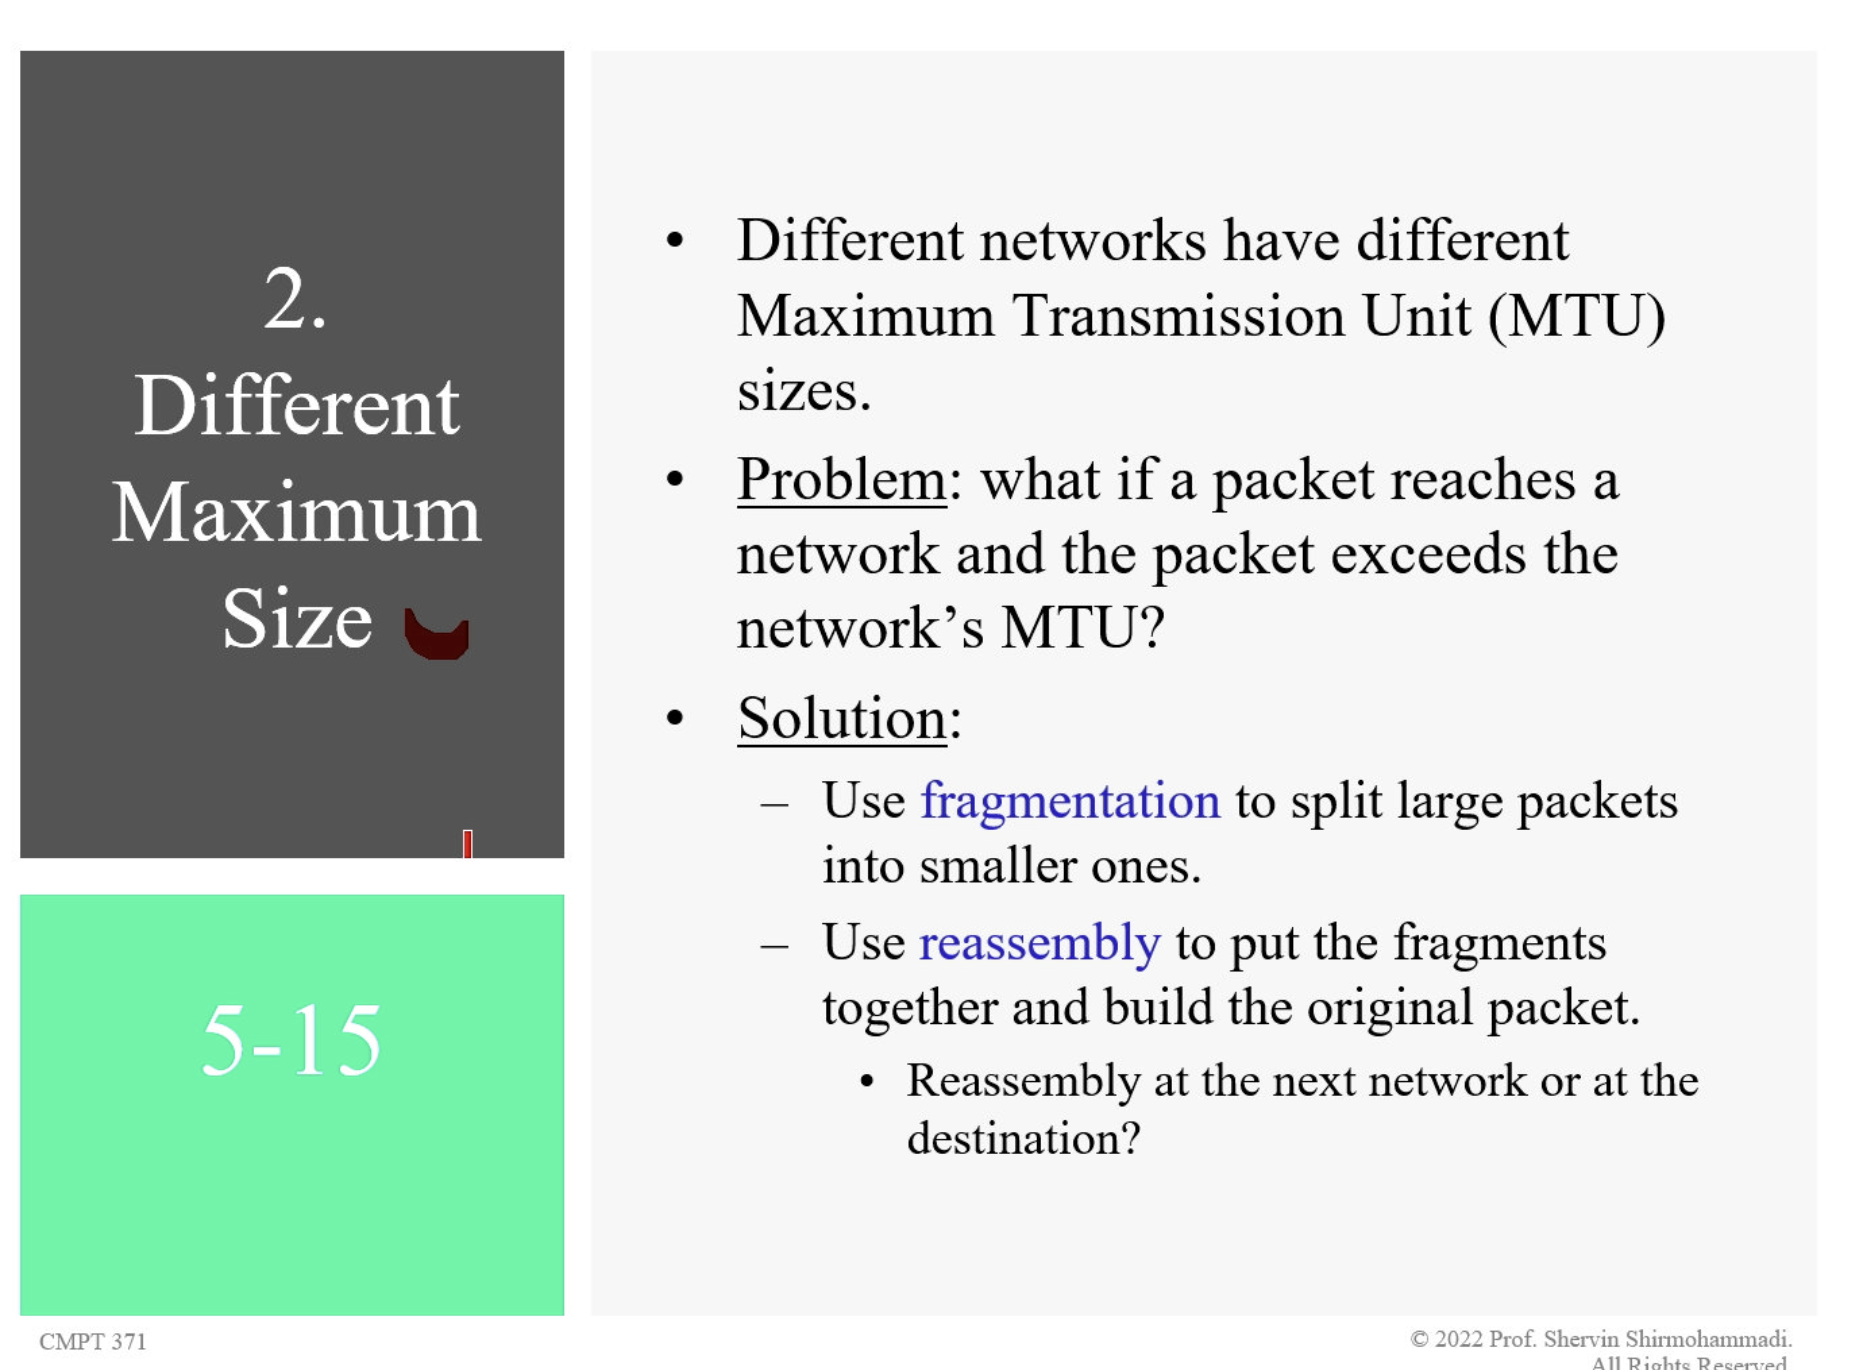 2.
Different
Maximum
Size
5-15
• Different networks have different
Maximum Transmission Unit (MTU)
sizes.
• Problem: what if a packet reaches a
network and the packet exceeds the
network’s MTU?
• Solution:
– Use fragmentation to split large packets
into smaller ones.
– Use reassembly to put the fragments
together and build the original packet.
• Reassembly at the next network or at the
destination?
CMPT 371
© 2022 Prof. Shervin Shirmohammadi.
All Rights Reserved.